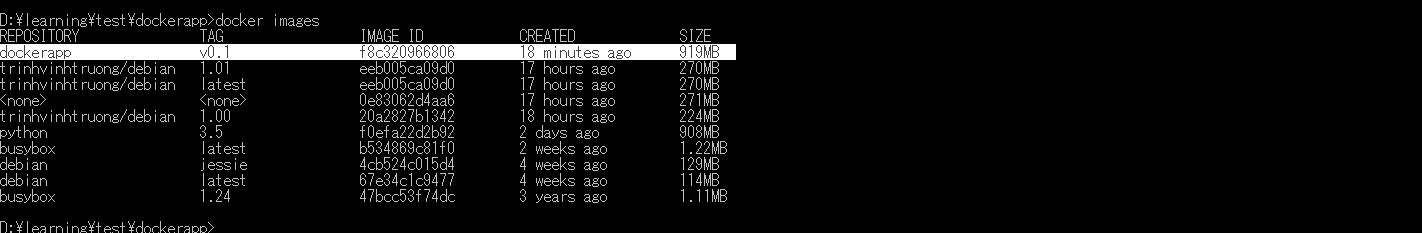 D:¥learning¥test¥dockerapp>docker images
REPOSITORY TAG IMAGE ID CREATED SIZE
dockerapp v0.1 f8c320966806 18 minutes ago 919MB
trinhvinhtruong/debian 1.01 eeb005ca09d0 17 hours ago 270MB
trinhvinhtruong/debian latest eeb005ca09d0 17 hours ago 270MB
<none> <none> 0e83062d4aa6 17 hours ago 271MB
trinhvinhtruong/debian 1.00 20a2827b1342 18 hours ago 224MB
python 3.5 f0efa22d2b92 2 days ago 908MB
busybox latest b534869c81f0 2 weeks ago 1.22MB
debian jessie 4cb524c015d4 4 weeks ago 129MB
debian latest 67e34c1c9477 4 weeks ago 114MB
busybox 1.24 47bcc53f74dc 3 years ago 1.11MB
D:¥learning¥test¥dockerapp>